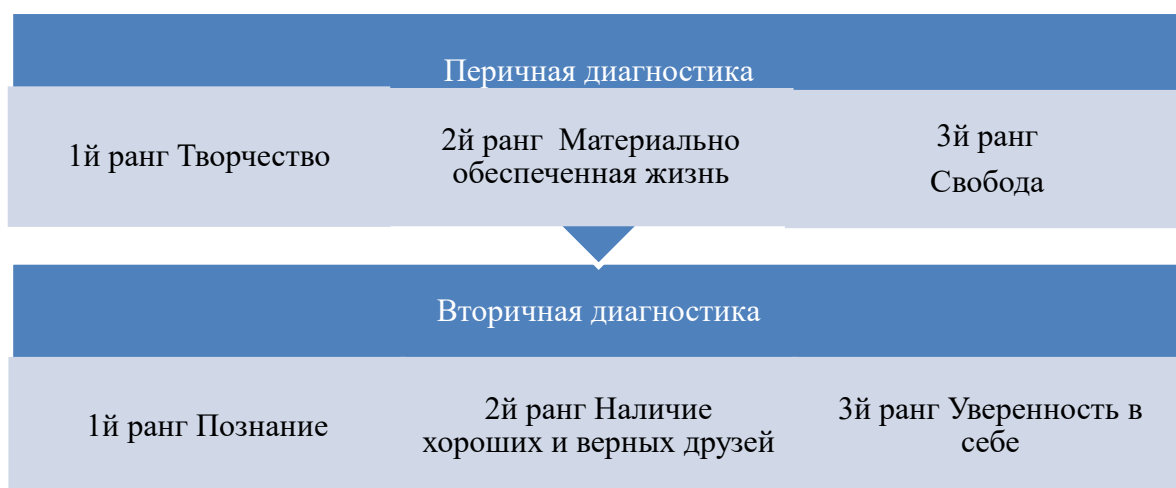 Перичная диагностика
1й ранг Творчество
2й ранг Материально
обеспеченная жизнь
3й ранг
Свобода
Вторичная диагностика
1й ранг Познание
2й ранг Наличие
хороших и верных друзей
3й ранг Уверенность в
себе